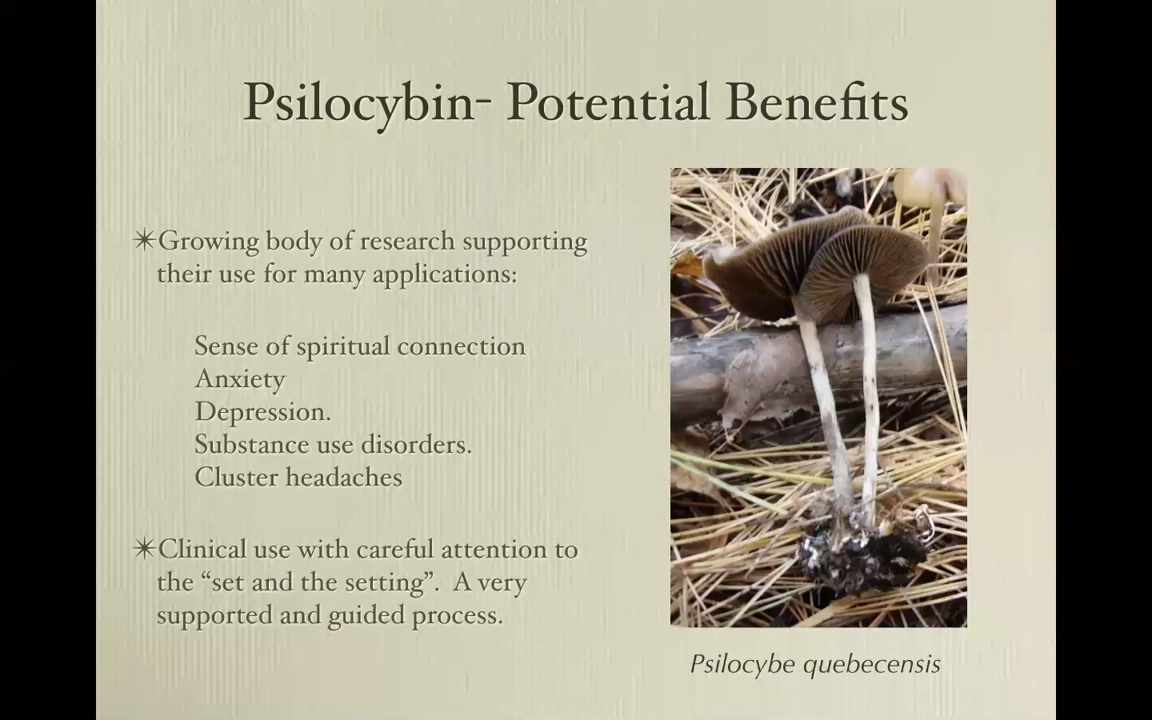 Psilocybin- Potential Benefits
✴Growing body of research supporting
their use for many applications:
Sense of spiritual connection
Anxiety
Depression.
Substance use disorders.
Cluster headaches
✴Clinical use with careful attention to
the “set and the setting”.  A very
supported and guided process.
Psilocybe quebecensis